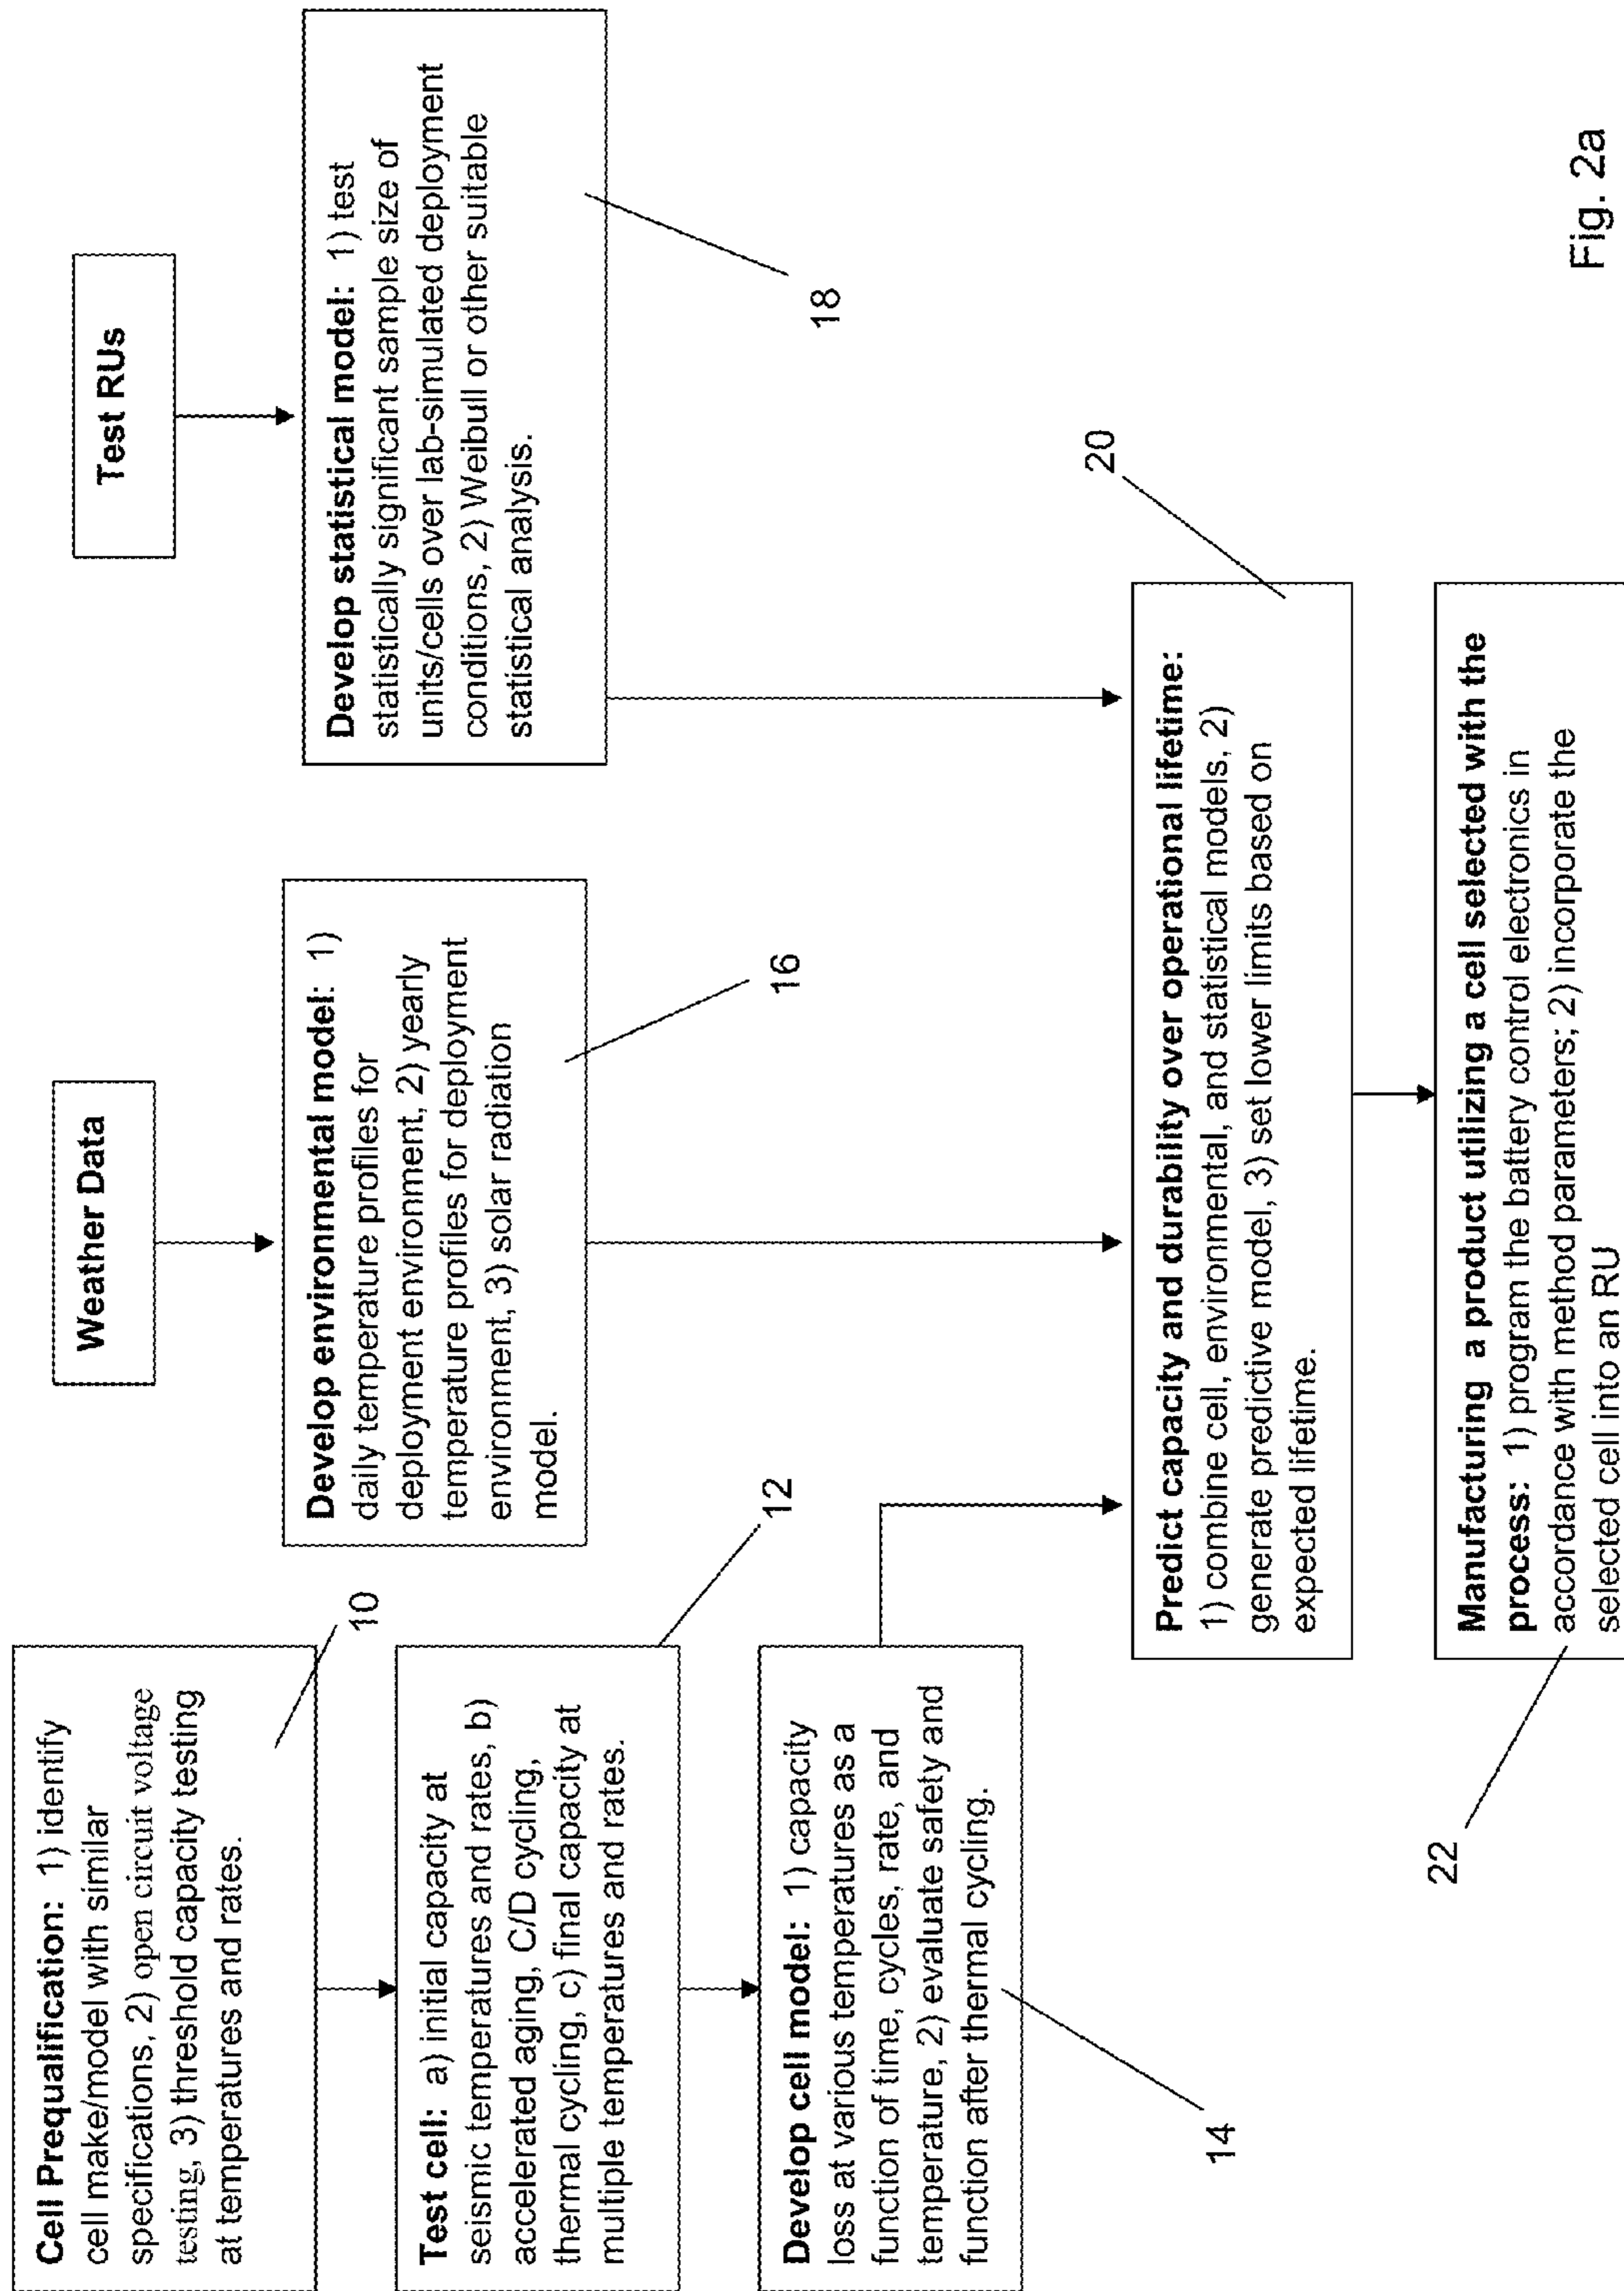 Cell Prequalification: 1) identify
cell make/model with similar
specifications, 2) open circuit voltage
testing, 3) threshold capacity testing
at temperatures and rates.
10
Test cell: a) initial capacity at
seismic temperatures and rates, b)
accelerated aging, C/D cycling,
thermal cycling, c) final capacity at
multiple temperatures and rates.
12
Develop cell model: 1) capacity
loss at various temperatures as a
function of time, cycles, rate, and
temperature, 2) evaluate safety and
function after thermal cycling.
14
Weather Data
Develop environmental model: 1)
daily temperature profiles for
deployment environment, 2) yearly
temperature profiles for deployment
environment, 3) solar radiation
model.
16
Test RUs
Develop statistical model: 1) test
statistically significant sample size of
units/cells over lab-simulated deployment
conditions, 2) Weibull or other suitable
statistical analysis.
18
Predict capacity and durability over operational lifetime:
1) combine cell, environmental, and statistical models, 2)
generate predictive model, 3) set lower limits based on
expected lifetime.
20
Manufacturing a product utilizing a cell selected with the
process: 1) program the battery control electronics in
accordance with method parameters; 2) incorporate the
selected cell into an RU
22
Fig. 2a